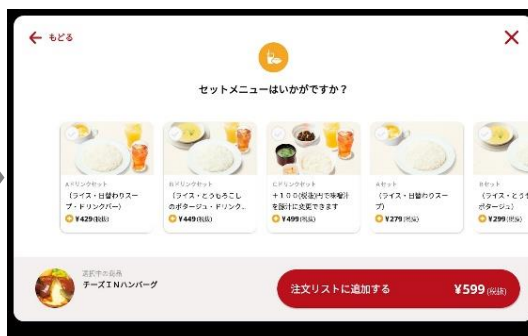 もどる
セットメニューはいかがですか？
Aドリンクセット
(ライス・日替わりスー
プ・ドリンクバー)
¥429(税抜)
Bドリンクセット
(ライス・とうもろこし
のポタージュ・ドリンク...
¥449(税抜)
Cドリンクセット
＋１００(税抜)円で味噌汁
を豚汁に変更できます
¥499(税抜)
Aセット
(ライス・日替わりスー
プ)
¥279(税抜)
Bセット
(ライス・とうも
ポタージュ)
¥299(税抜)
選択中の商品
チーズＩＮハンバーグ
注文リストに追加する
¥599(税抜)